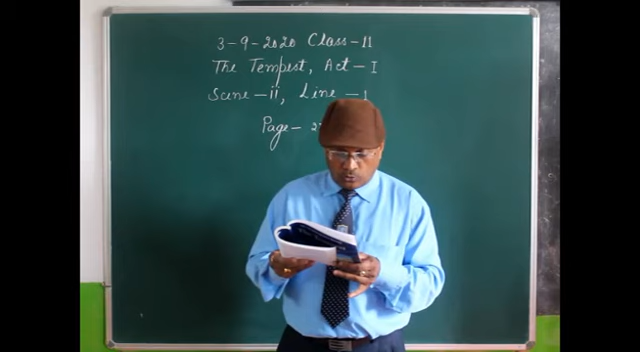 3-9-2020 Class-11
The Tempest, Act-I
Scene-ii, Line-1
Page-